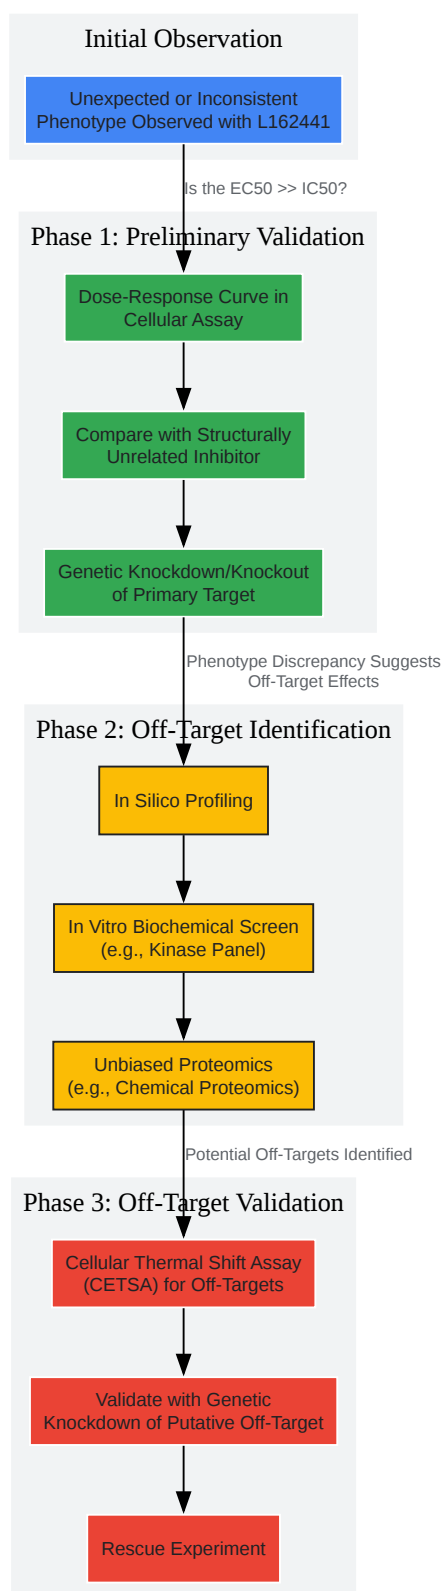 Initial Observation
Unexpected or Inconsistent
Phenotype Observed with L162441
Is the EC50 >> IC50?
Phase 1: Preliminary Validation
Dose-Response Curve in
Cellular Assay
Compare with Structurally
Unrelated Inhibitor
Genetic Knockdown/Knockout
of Primary Target
Phenotype Discrepancy Suggests
Off-Target Effects
Phase 2: Off-Target Identification
In Silico Profiling
In Vitro Biochemical Screen
(e.g., Kinase Panel)
Unbiased Proteomics
(e.g., Chemical Proteomics)
Potential Off-Targets Identified
Phase 3: Off-Target Validation
Cellular Thermal Shift Assay
(CETSA) for Off-Targets
Validate with Genetic
Knockdown of Putative Off-Target
Rescue Experiment